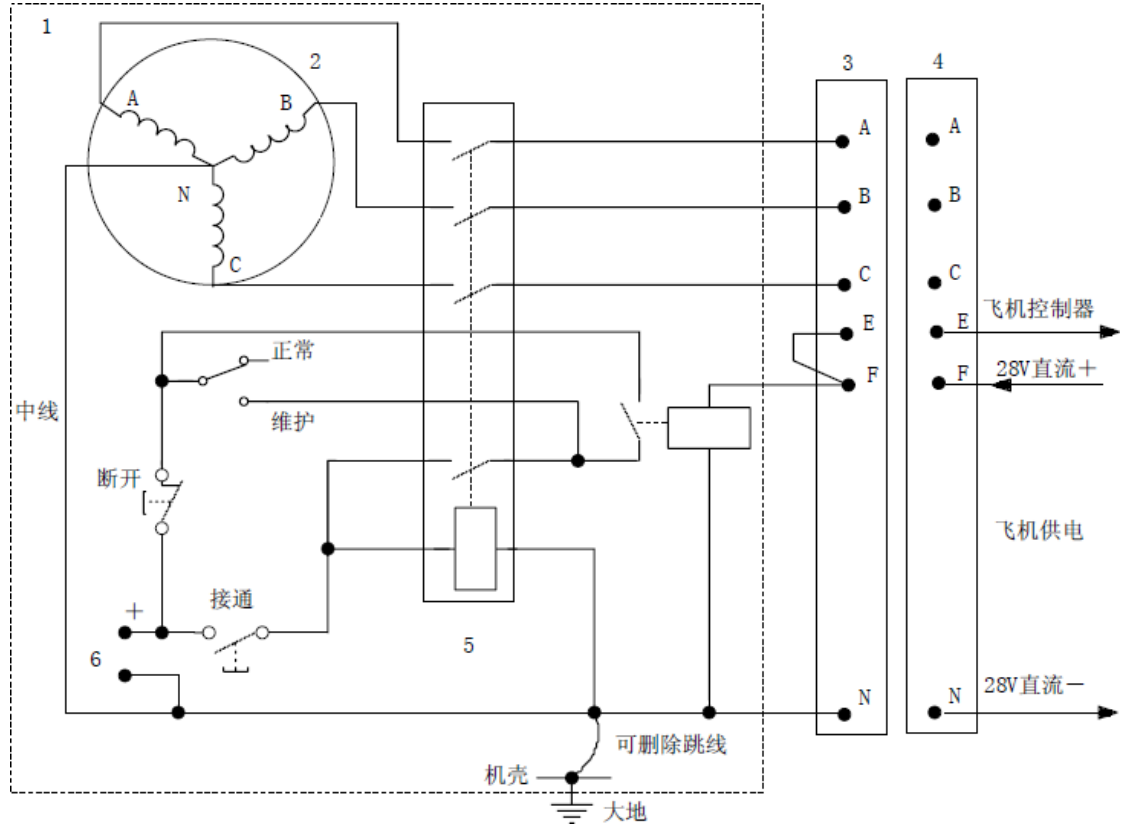 1
2
3
4
A
B
N
C
A
B
C
E
F
N
A
B
C
E
F
N
飞机控制器
28V直流＋
飞机供电
28V直流－
正常
维护
中线
断开
＋
接通
6
5
可删除跳线
机壳
大地